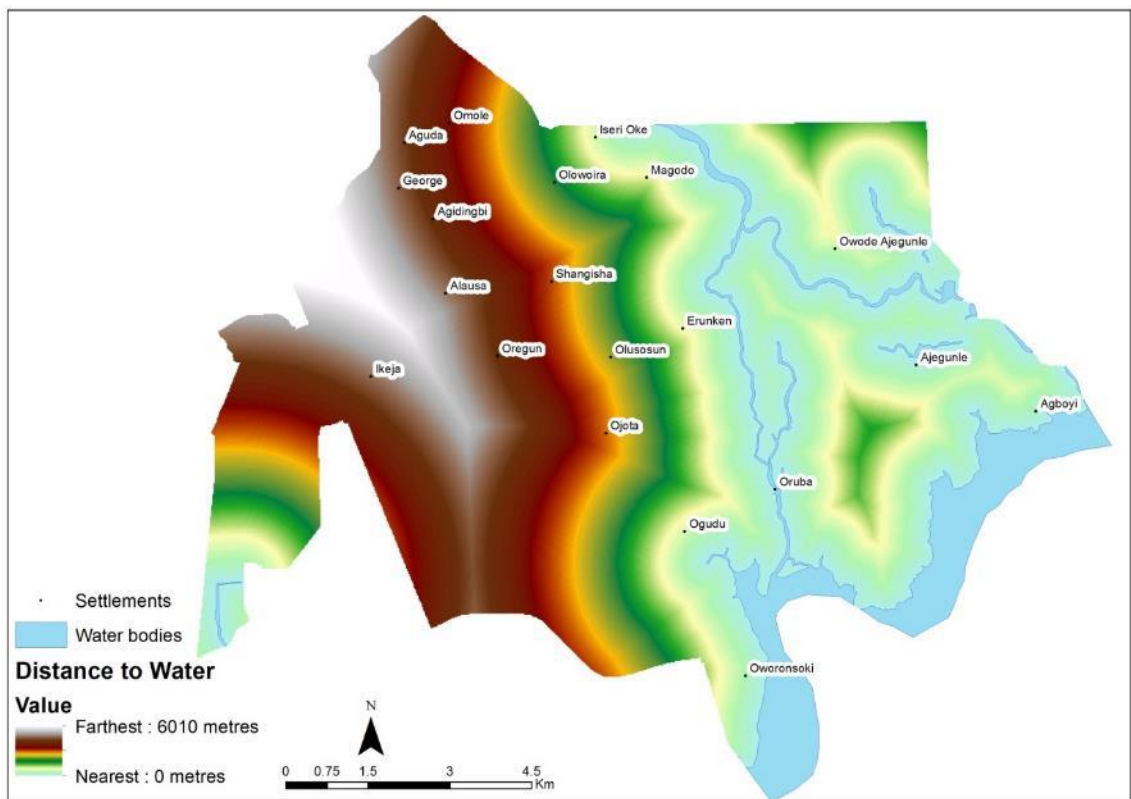 Omole
Iseri Oke
Aguda
Magodo
Olowoira
George
Agidingbi
Owode Ajegunle
Shangisha
Alausa
Erunken
Oregun
Olusosun
Ajegunle
Ikeja
Agboyi
Ojota
Oruba
Ogudu
Settlements
Water bodies
Oworonsoki
Distance to Water
Value
Farthest : 6010 metres
Nearest : 0 metres
N
0 0.75 1.5 3 4.5
Km